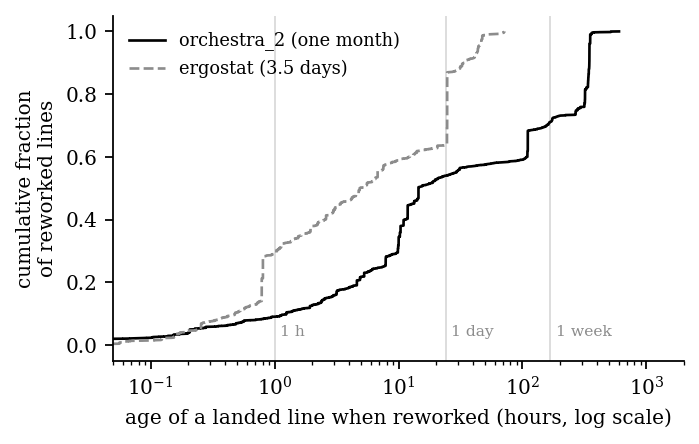 orchestra_2 (one month)
ergostat (3.5 days)
cumulative fraction
of reworked lines
1.0
0.8
0.6
0.4
0.2
0.0
1 h
1 day
1 week
10⁻¹
10⁰
10¹
10²
10³
age of a landed line when reworked (hours, log scale)